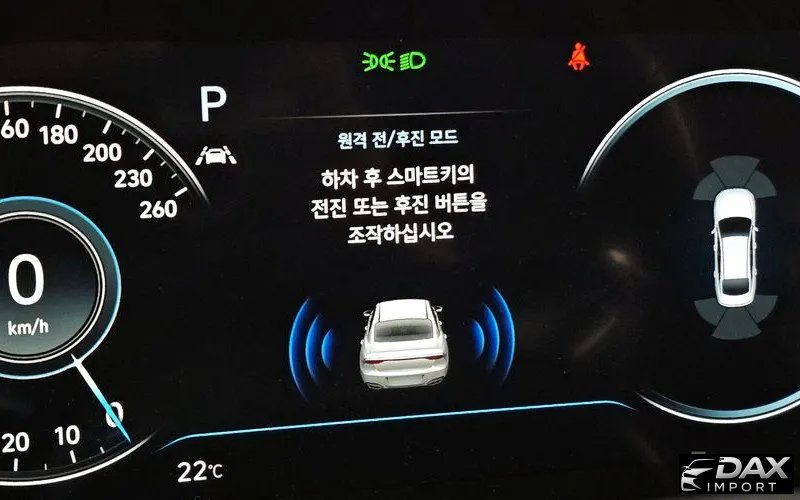 P
원격 전/후진 모드
하차 후 스마트키의
전진 또는 후진 버튼을
조작하십시오
180
200
230
260
0
km/h
0
10
20
22°C
DAX
IMPORT